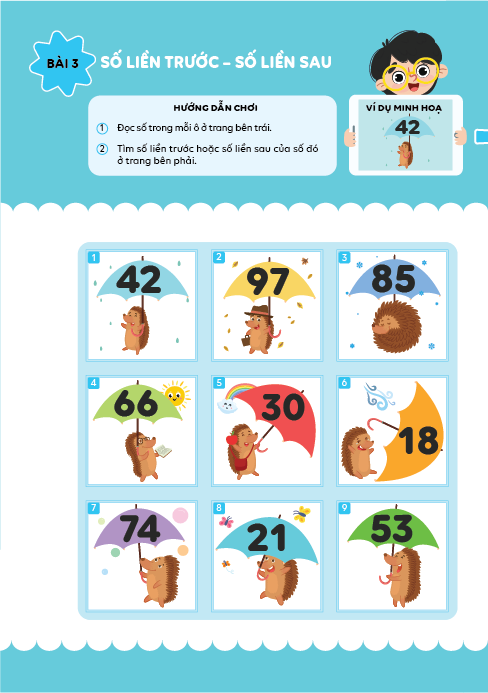 BÀI 3
SỐ LIỀN TRƯỚC – SỐ LIỀN SAU
HƯỚNG DẪN CHƠI
1 Đọc số trong mỗi ô ở trang bên trái.
2 Tìm số liền trước hoặc số liền sau của số đó
ở trang bên phải.
VÍ DỤ MINH HOẠ
42
1
42
2
97
3
85
4
66
5
30
6
18
7
74
8
21
9
53